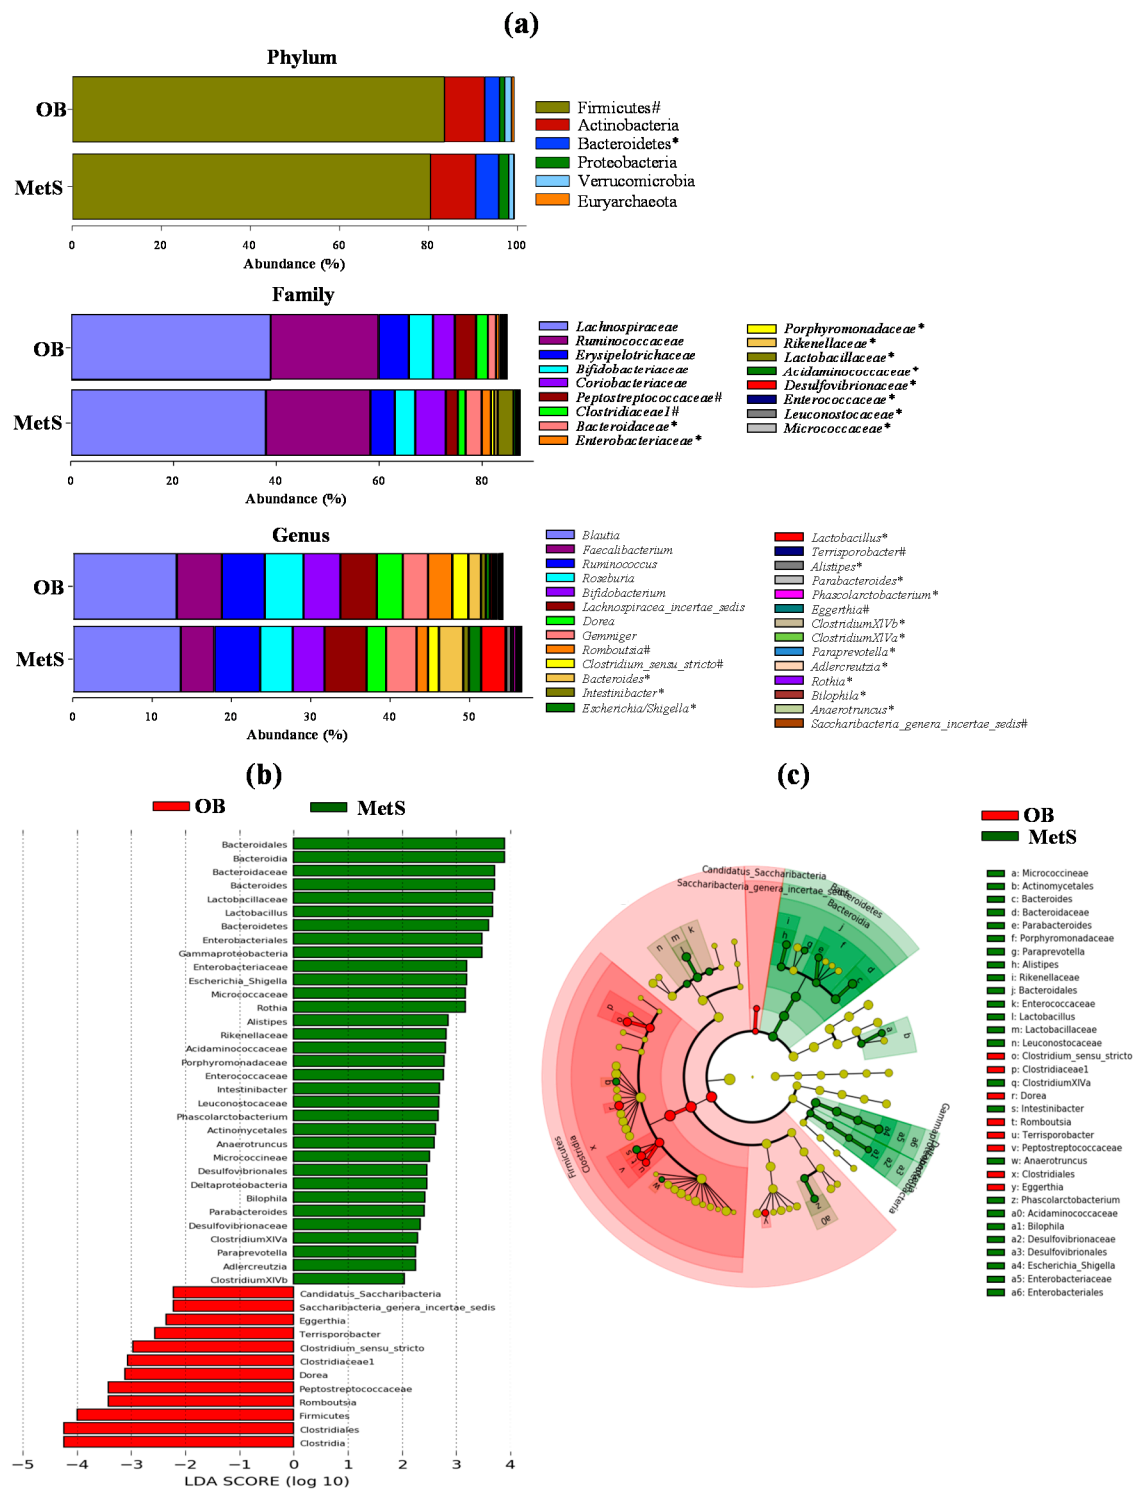 (a)
Phylum
OB
MetS
0 20 40 60 80 100
Abundance (%)
Firmicutes#
Actinobacteria
Bacteroidetes*
Proteobacteria
Verrucomicrobia
Euryarchaeota
Family
OB
MetS
0 20 40 60 80
Abundance (%)
Lachnospiraceae
Ruminococcaceae
Erysipelotrichaceae
Bifidobacteriaceae
Coriobacteriaceae
Peptostreptococcaceae#
Clostridiaceae1#
Bacteroidaceae*
Enterobacteriaceae*
Porphyromonadaceae*
Rikenellaceae*
Lactobacillaceae*
Acidaminococcaceae*
Desulfovibrionaceae*
Enterococcaceae*
Leuconostocaceae*
Micrococcaceae*
Genus
OB
MetS
0 10 20 30 40 50
Abundance (%)
Blautia
Faecalibacterium
Ruminococcus
Roseburia
Bifidobacterium
Lachnospiracea_incertae_sedis
Dorea
Gemmiger
Romboutsia#
Clostridium_sensu_stricto#
Bacteroides*
Intestinibacter*
Escherichia/Shigella*
Lactobacillus*
Terrisporobacter#
Alistipes*
Parabacteroides*
Phascolarctobacterium*
Eggerthia#
ClostridiumXIVb*
ClostridiumXIVa*
Paraprevotella*
Adlercreutzia*
Rothia*
Bilophila*
Anaerotruncus*
Saccharibacteria_genera_incertae_sedis#
(b)
OB MetS
Bacteroidales
Bacteroidia
Bacteroidaceae
Bacteroides
Lactobacillaceae
Lactobacillus
Bacteroidetes
Enterobacteriales
Gammaproteobacteria
Enterobacteriaceae
Escherichia_Shigella
Micrococcaceae
Rothia
Alistipes
Rikenellaceae
Acidaminococcaceae
Porphyromonadaceae
Enterococcaceae
Intestinibacter
Leuconostocaceae
Phascolarctobacterium
Actinomycetales
Anaerotruncus
Micrococcineae
Desulfovibrionales
Deltaproteobacteria
Bilophila
Parabacteroides
Desulfovibrionaceae
ClostridiumXIVa
Paraprevotella
Adlercreutzia
ClostridiumXIVb
Candidatus_Saccharibacteria
Saccharibacteria_genera_incertae_sedis
Eggerthia
Terrisporobacter
Clostridium_sensu_stricto
Clostridiaceae1
Dorea
Peptostreptococcaceae
Romboutsia
Firmicutes
Clostridiales
Clostridia
−5 −4 −3 −2 −1 0 1 2 3 4
LDA SCORE (log 10)
(c)
OB
MetS
Candidatus_Saccharibacteria
Saccharibacteria_genera_incertae_sedis
Bacteroidetes
Bacteroidia
Firmicutes
Clostridia
x
n m k l
i h g e j f d c
a b
p o
q
r
v s t u
w
y
z a0
a4 a5 a6
a1 a2 a3
a: Micrococcineae
b: Actinomycetales
c: Bacteroides
d: Bacteroidaceae
e: Parabacteroides
f: Porphyromonadaceae
g: Paraprevotella
h: Alistipes
i: Rikenellaceae
j: Bacteroidales
k: Enterococcaceae
l: Lactobacillus
m: Lactobacillaceae
n: Leuconostocaceae
o: Clostridium_sensu_stricto
p: Clostridiaceae1
q: ClostridiumXIVa
r: Dorea
s: Intestinibacter
t: Romboutsia
u: Terrisporobacter
v: Peptostreptococcaceae
w: Anaerotruncus
x: Clostridiales
y: Eggerthia
z: Phascolarctobacterium
a0: Acidaminococcaceae
a1: Bilophila
a2: Desulfovibrionaceae
a3: Desulfovibrionales
a4: Escherichia_Shigella
a5: Enterobacteriaceae
a6: Enterobacteriales